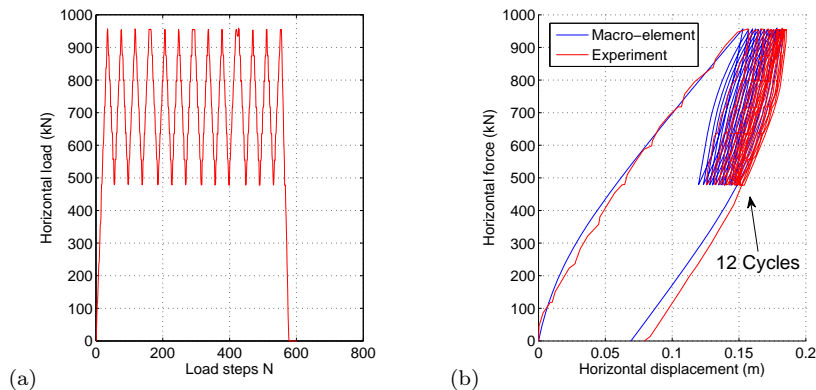 1000
900
800
700
600
500
400
300
200
100
0
0 200 400 600 800
Horizontal load (kN)
Load steps N
(a)
1000
900
800
700
600
500
400
300
200
100
0
0 0.05 0.1 0.15 0.2
Horizontal force (kN)
Horizontal displacement (m)
Macro−element
Experiment
12 Cycles
(b)